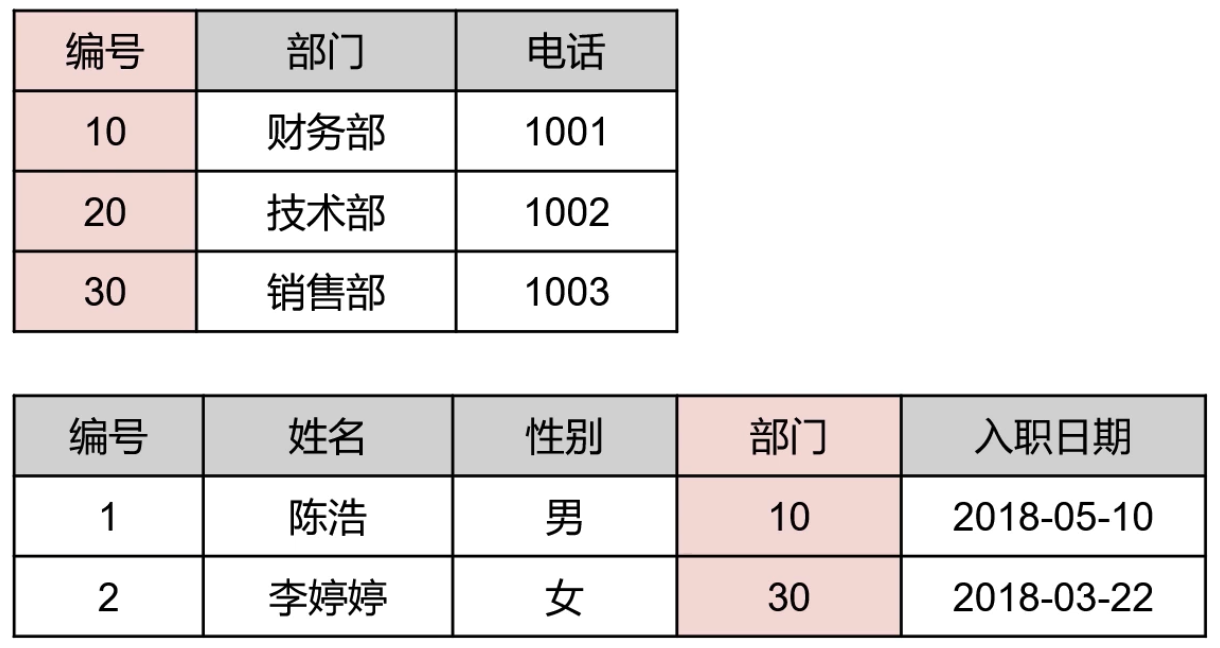 编号 部门 电话
10 财务部 1001
20 技术部 1002
30 销售部 1003
编号 姓名 性别 部门 入职日期
1 陈浩 男 10 2018-05-10
2 李婷婷 女 30 2018-03-22